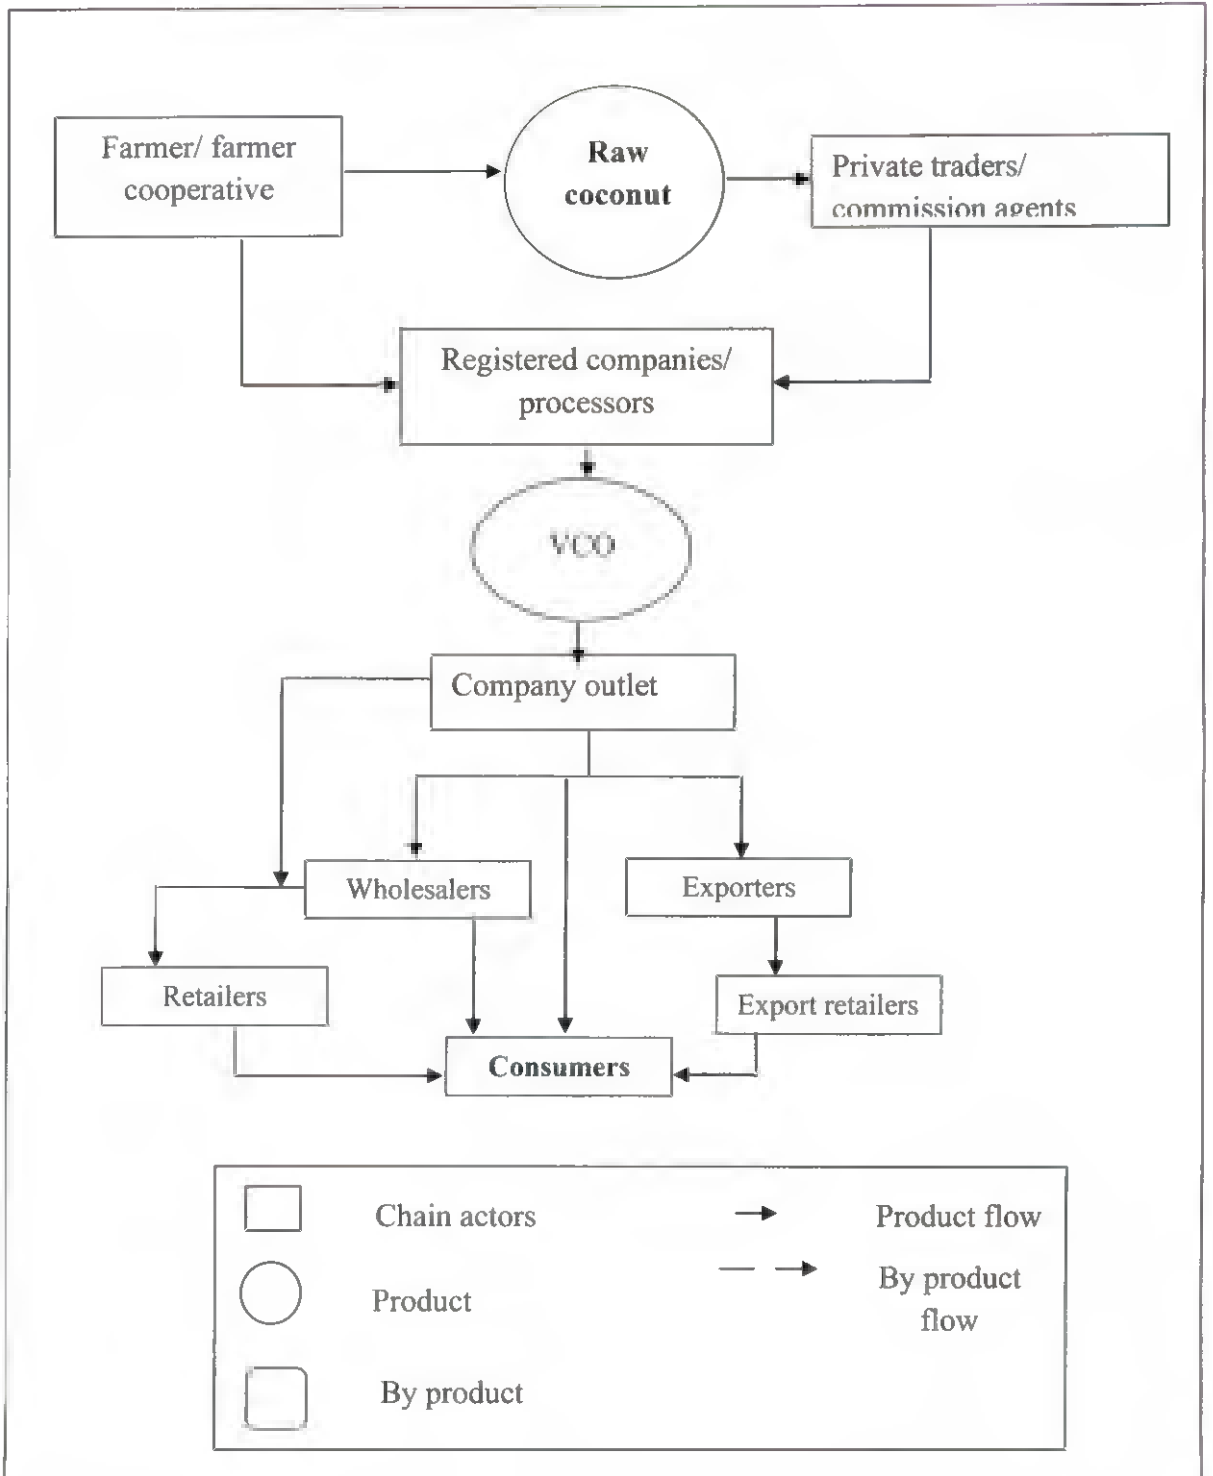 Farmer/ farmer
cooperative
Raw
coconut
Private traders/
commission agents
Registered companies/
processors
VCO
Company outlet
Wholesalers
Exporters
Retailers
Export retailers
Consumers
Chain actors
Product flow
Product
By product
flow
By product